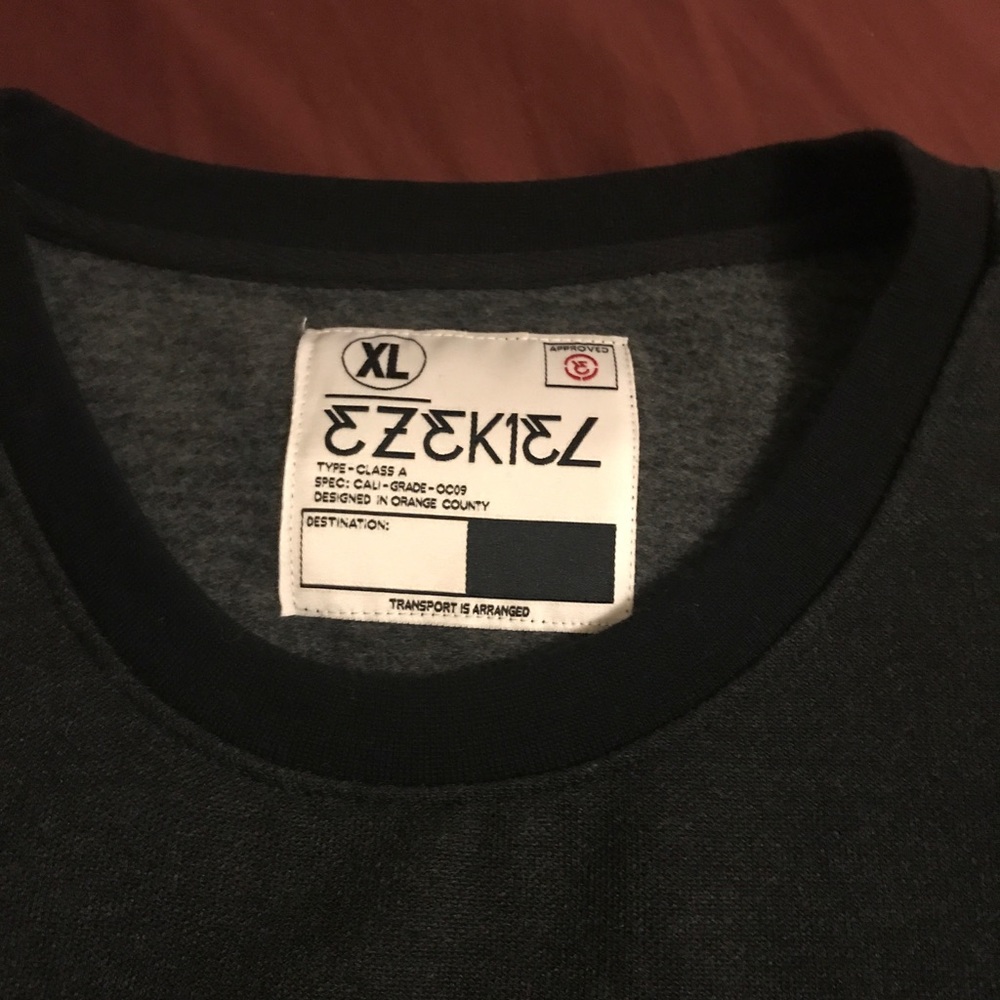 XL
APPROVED
EZEKIEL
TYPE-CLASS A
SPEC: CALI-GRADE-OC09
DESIGNED IN ORANGE COUNTY
DESTINATION:
TRANSPORT IS ARRANGED